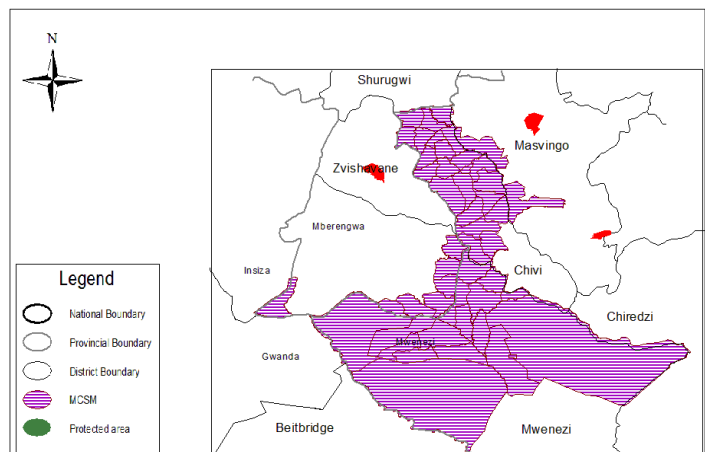 N
Shurugwi
Masvingo
Zvishavane
Mberengwa
Insiza
Chivi
Chiredzi
Mwenezi
Gwanda
Beitbridge
Mwenezi
Legend
National Boundary
Provincial Boundary
District Boundary
MCSM
Protected area